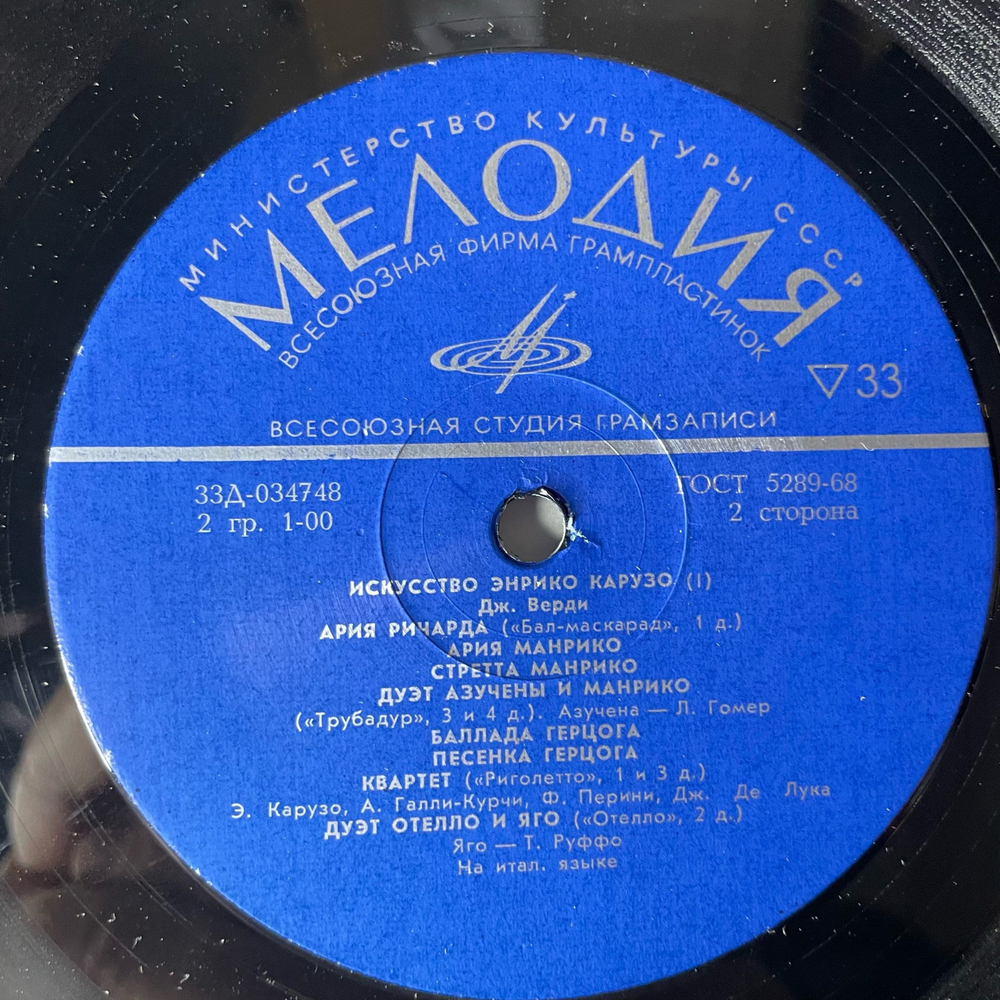 МИНИСТЕРСТВО КУЛЬТУРЫ СССР
МЕЛОДИЯ
ВСЕСОЮЗНАЯ ФИРМА ГРАМПЛАСТИНОК
▽33
ВСЕСОЮЗНАЯ СТУДИЯ ГРАМЗАПИСИ
33Д-034748
ГОСТ 5289-68
2 гр. 1-00
2 сторона
ИСКУССТВО ЭНРИКО КАРУЗО (I)
Дж. Верди
АРИЯ РИЧАРДА («Бал-маскарад», 1 д.)
АРИЯ МАНРИКО
СТРЕТТА МАНРИКО
ДУЭТ АЗУЧЕНЫ И МАНРИКО
(«Трубадур», 3 и 4 д.). Азучена — Л. Гомер
БАЛЛАДА ГЕРЦОГА
ПЕСЕНКА ГЕРЦОГА
КВАРТЕТ («Риголетто», 1 и 3 д.)
Э. Карузо, А. Галли-Курчи, Ф. Перини, Дж. Де Лука
ДУЭТ ОТЕЛЛО И ЯГО («Отелло», 2 д.)
Яго — Т. Руффо
На итал. языке